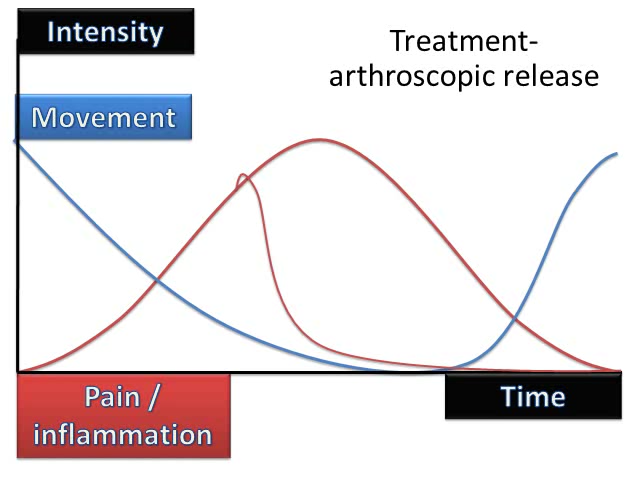 Intensity
Treatment-
arthroscopic release
Movement
Pain /
inflammation
Time